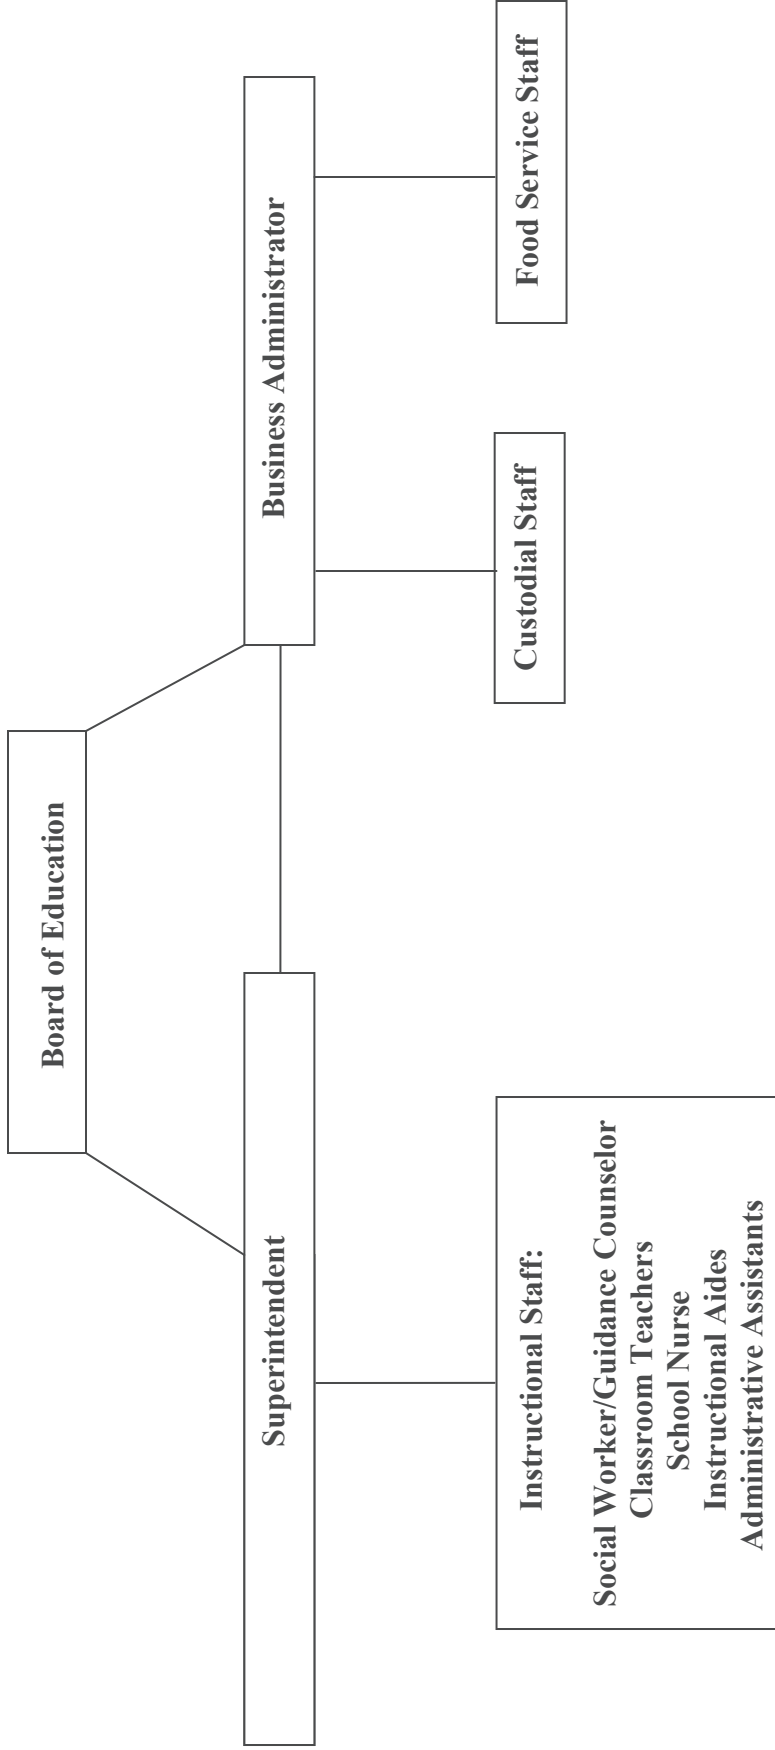 Board of Education
Superintendent
Business Administrator
Instructional Staff:
Social Worker/Guidance Counselor
Classroom Teachers
School Nurse
Instructional Aides
Administrative Assistants
Custodial Staff
Food Service Staff